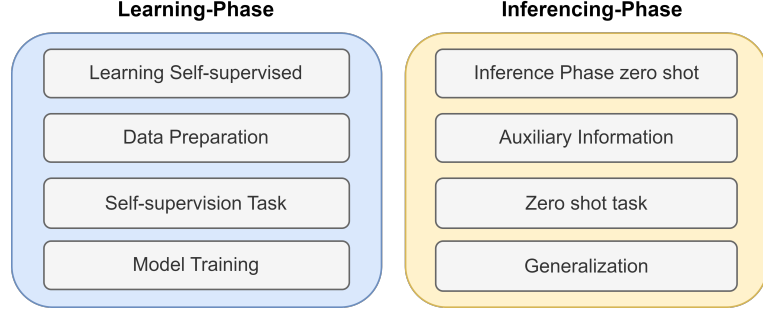 Learning-Phase
Learning Self-supervised
Data Preparation
Self-supervision Task
Model Training
Inferencing-Phase
Inference Phase zero shot
Auxiliary Information
Zero shot task
Generalization